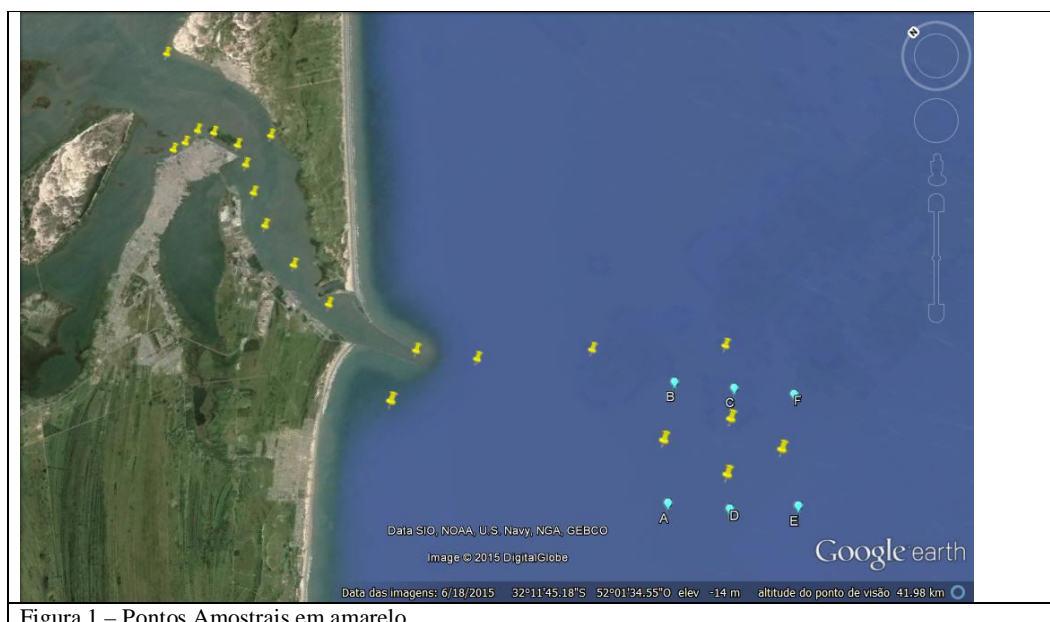 N
B
C
F
A
D
E
Data SIO, NOAA, U.S. Navy, NGA, GEBCO
Image © 2015 DigitalGlobe
Google earth
Data das imagens: 6/18/2015 32°11'45.18"S 52°01'34.55"O elev -14 m altitude do ponto de visão 41.98 km
Figura 1 – Pontos Amostrais em amarelo